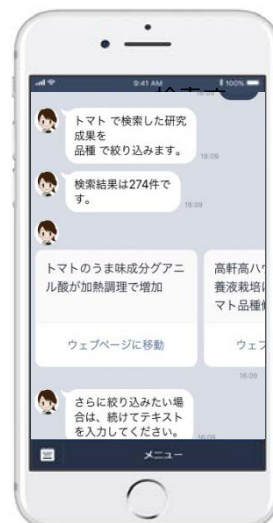 9:41 AM
100%
16:09
トマト で検索した研究
成果を
品種 で絞り込みます。
16:09
検索結果は274件で
す。
16:09
トマトのうま味成分グアニ
ル酸が加熱調理で増加
ウェブページに移動
高軒高ハウ
養液栽培
マト品種
ウェブ
16:09
さらに絞り込みたい場
合は、続けてテキスト
を入力してください。
16:09
メニュー